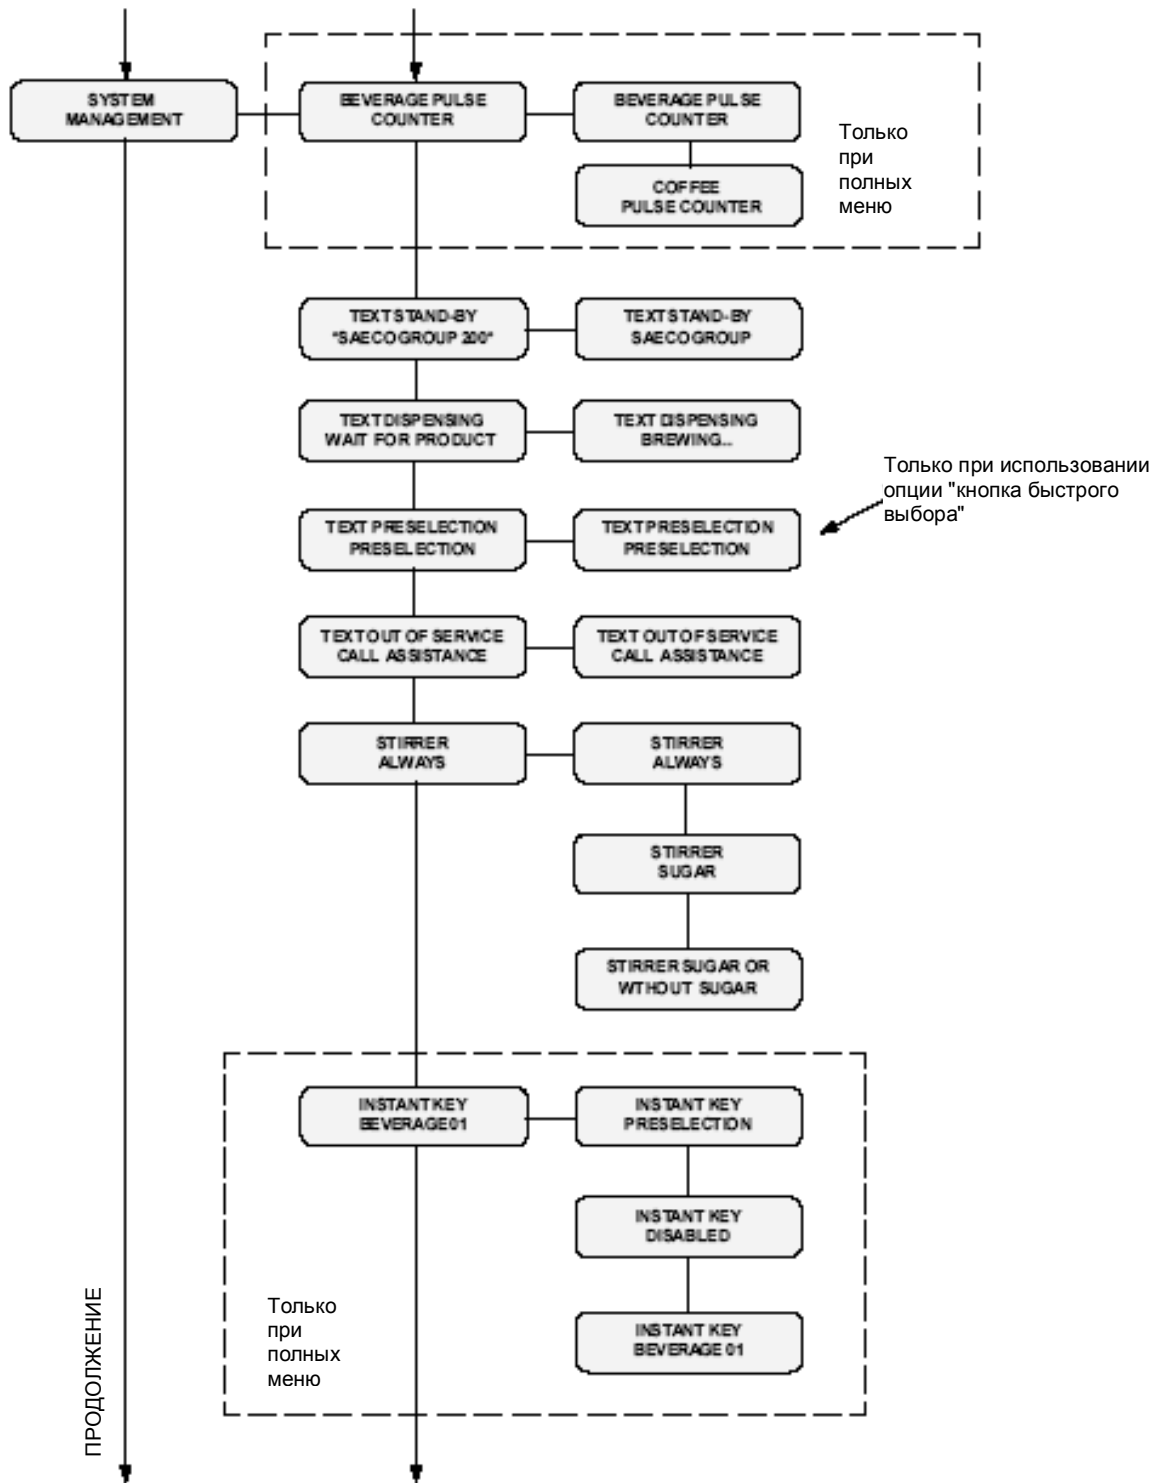 SYSTEM
MANAGEMENT
BEVERAGE PULSE
COUNTER
BEVERAGE PULSE
COUNTER
Только
при
полных
меню
COFFEE
PULSE COUNTER
TEXT STAND-BY
"SAECOGROUP 200"
TEXT STAND-BY
SAECOGROUP
TEXT DISPENSING
WAIT FOR PRODUCT
TEXT DISPENSING
BREWING...
Только при использовании
опции "кнопка быстрого
выбора"
TEXT PRESELECTION
PRESELECTION
TEXT PRESELECTION
PRESELECTION
TEXT OUT OF SERVICE
CALL ASSISTANCE
TEXT OUT OF SERVICE
CALL ASSISTANCE
STIRRER
ALWAYS
STIRRER
ALWAYS
STIRRER
SUGAR
STIRRER SUGAR OR
WTHOUT SUGAR
INSTANT KEY
BEVERAGE 01
INSTANT KEY
PRESELECTION
INSTANT KEY
DISABLED
INSTANT KEY
BEVERAGE 01
Только
при
полных
меню
ПРОДОЛЖЕНИЕ